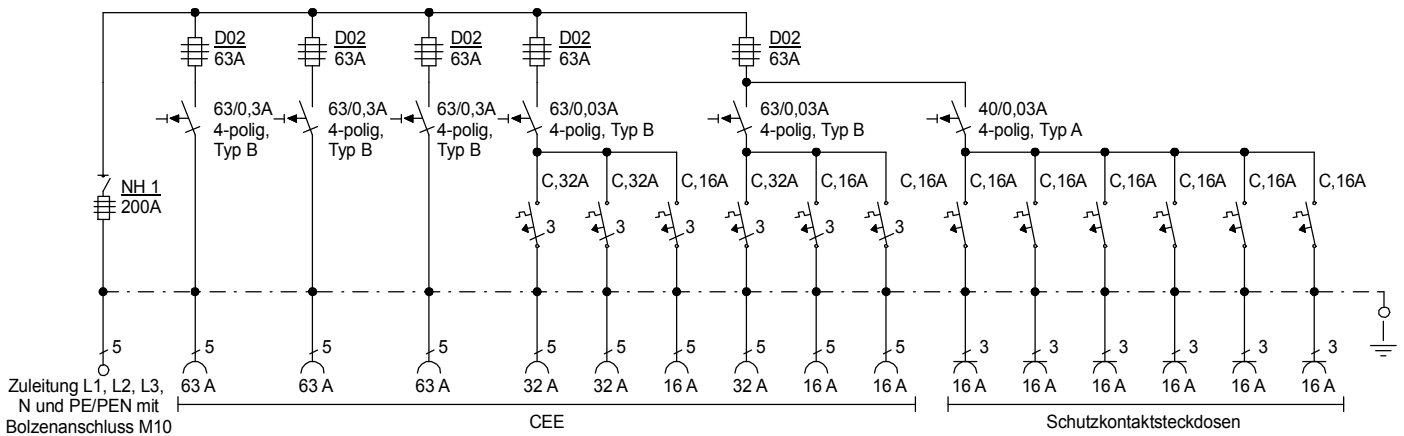 D02
63A
D02
63A
D02
63A
D02
63A
D02
63A
63/0,3A
4-polig,
Typ B
63/0,3A
4-polig,
Typ B
63/0,3A
4-polig,
Typ B
63/0,03A
4-polig, Typ B
63/0,03A
4-polig, Typ B
40/0,03A
4-polig, Typ A
NH 1
200A
C,32A
C,32A
C,16A
C,32A
C,16A
C,16A
C,16A
C,16A
C,16A
C,16A
C,16A
C,16A
3
3
3
3
3
3
5
5
5
5
5
5
5
5
5
5
3
3
3
3
3
3
63 A
63 A
63 A
32 A
32 A
16 A
32 A
16 A
16 A
16 A
16 A
16 A
16 A
16 A
16 A
Zuleitung L1, L2, L3,
N und PE/PEN mit
Bolzenanschluss M10
CEE
Schutzkontaktsteckdosen